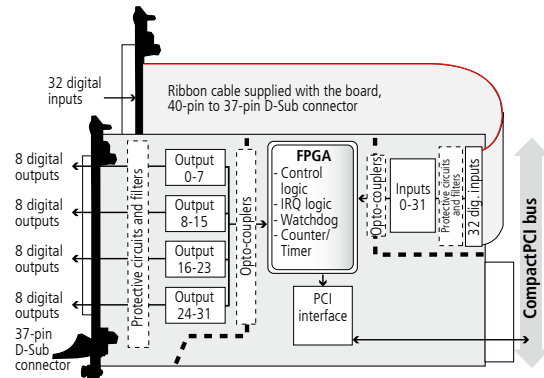 32 digital
inputs
Ribbon cable supplied with the board,
40-pin to 37-pin D-Sub connector
8 digital
outputs
8 digital
outputs
8 digital
outputs
8 digital
outputs
37-pin
D-Sub
connector
Protective circuits and filters
Output
0-7
Output
8-15
Output
16-23
Output
24-31
Opto-couplers
FPGA
- Control
logic
- IRQ logic
- Watchdog
- Counter/
Timer
PCI
interface
Opto-couplers
Inputs
0-31
Protective circuits
and filters
32 dig. inputs
CompactPCI bus